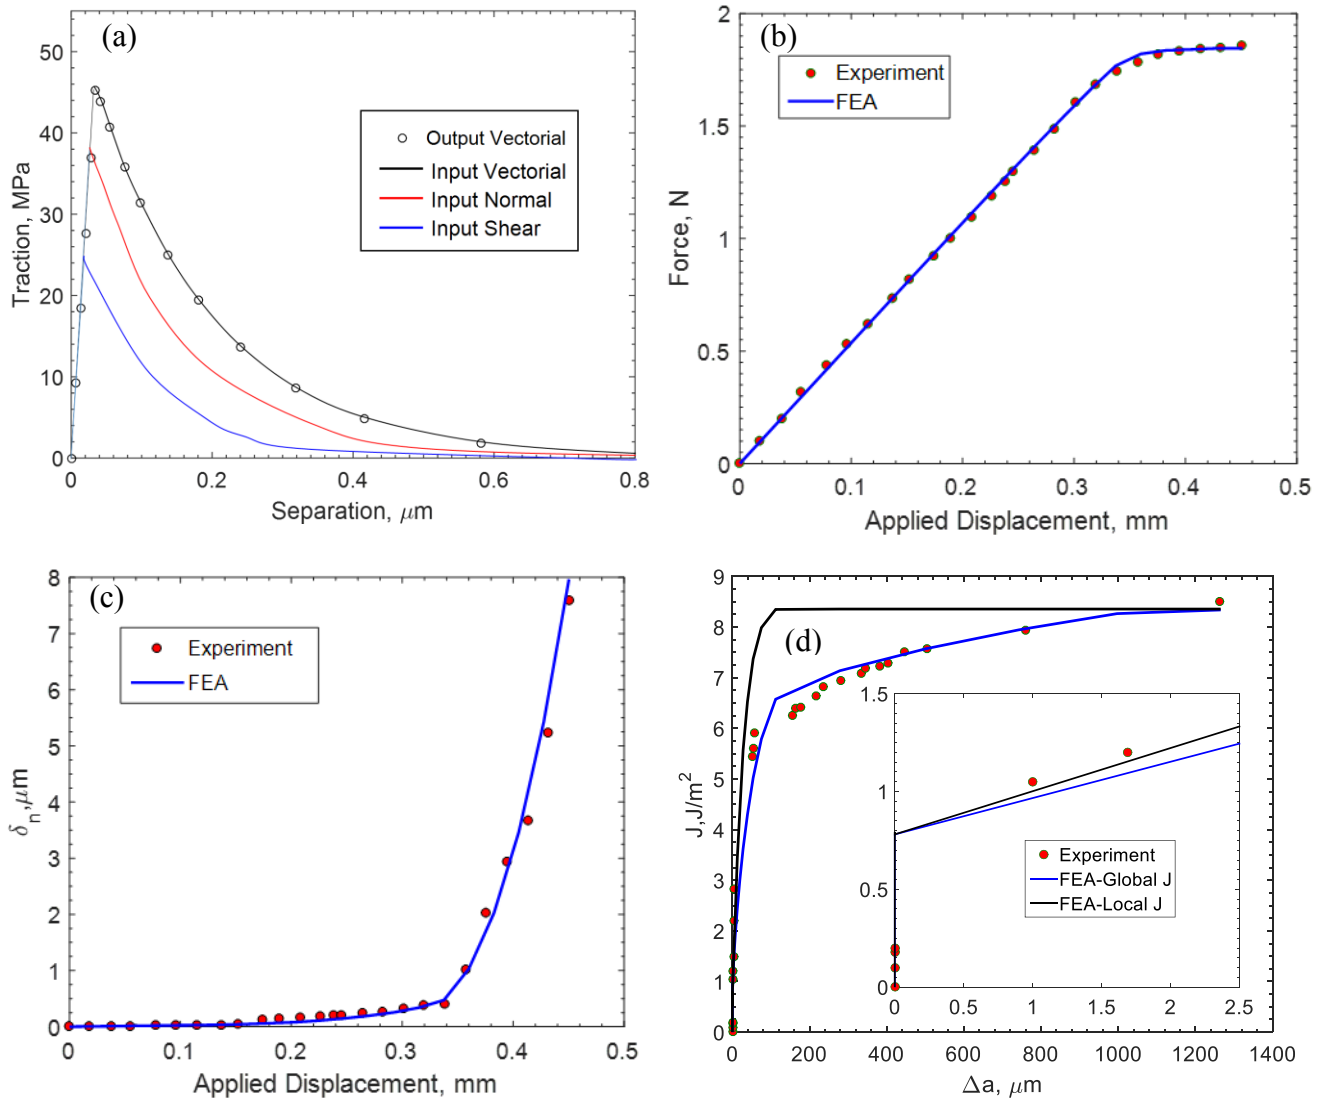 (a)
50
40
30
20
10
0
Traction, MPa
Output Vectorial
Input Vectorial
Input Normal
Input Shear
0
0.2
0.4
0.6
0.8
Separation, μm
(b)
2
1.5
1
0.5
0
Force, N
Experiment
FEA
0
0.1
0.2
0.3
0.4
0.5
Applied Displacement, mm
(c)
8
7
6
5
4
3
2
1
0
δn,μm
Experiment
FEA
0
0.1
0.2
0.3
0.4
0.5
Applied Displacement, mm
(d)
9
8
7
6
5
4
3
2
1
0
J,J/m²
1.5
1
0.5
0
Experiment
FEA-Global J
FEA-Local J
0
0.5
1
1.5
2
2.5
0
200
400
600
800
1000
1200
1400
Δa, μm